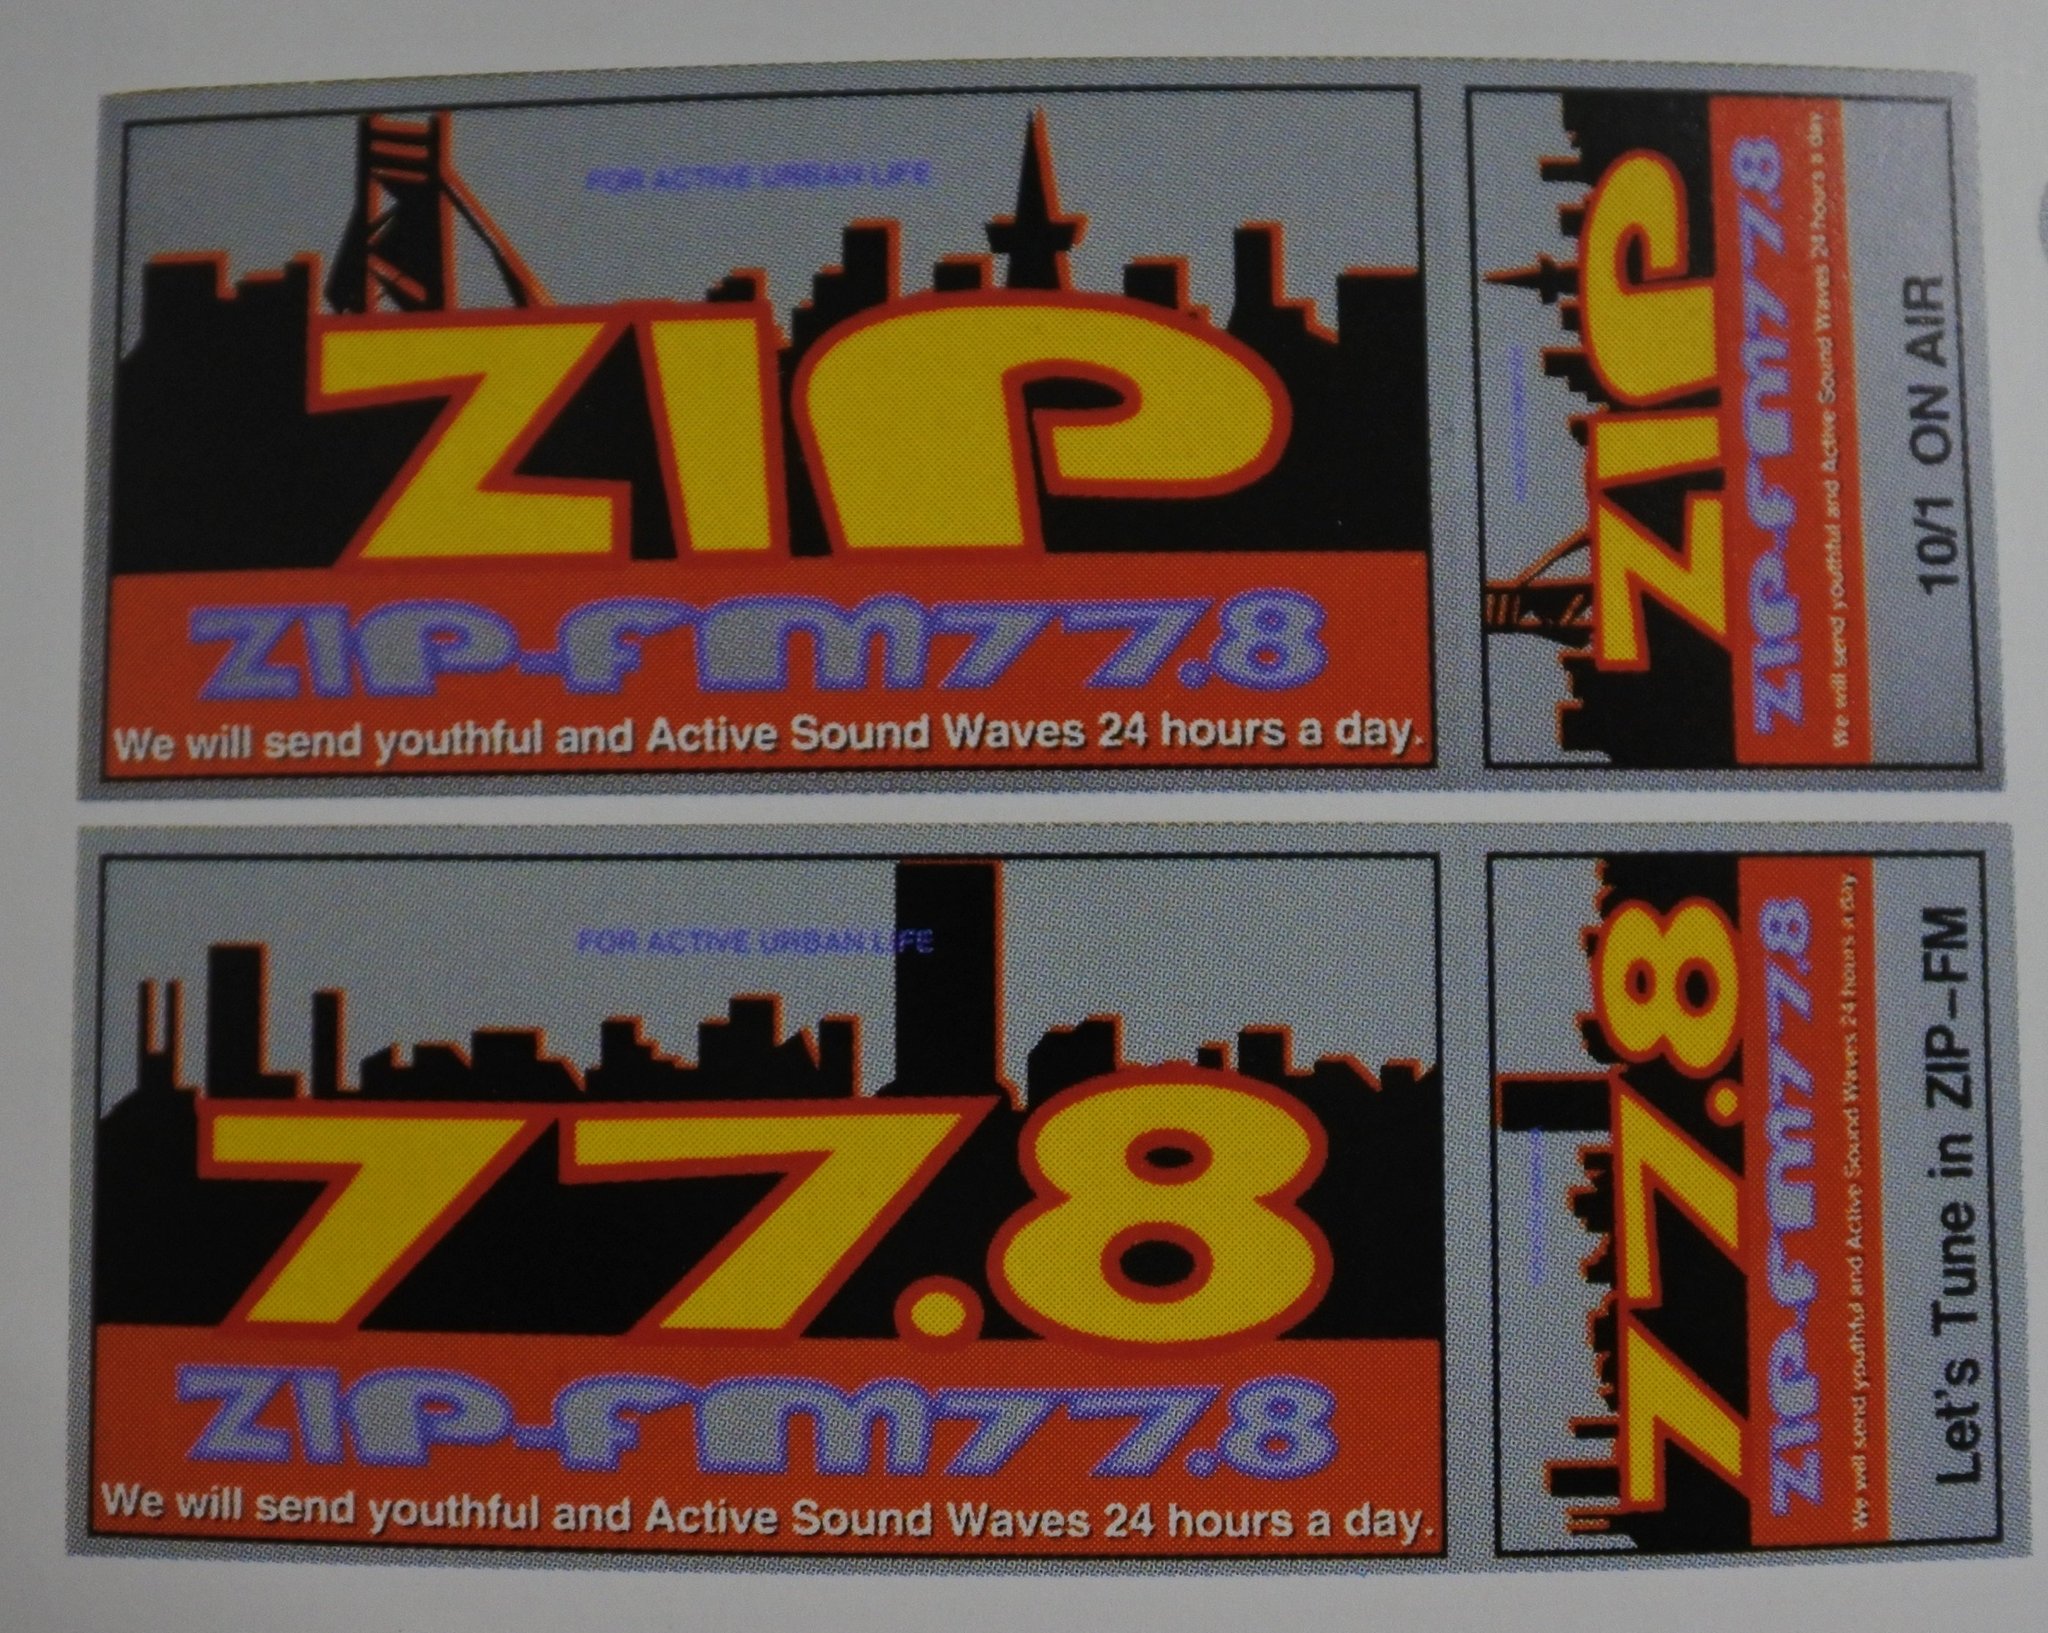 FOR ACTIVE URBAN LIFE
ZIP
ZIP-FM77.8
We will send youthful and Active Sound Waves 24 hours a day.
ZIP
ZIP-FM77.8
We will send youthful and Active Sound Waves 24 hours a day
10/1 ON AIR
FOR ACTIVE URBAN LIFE
77.8
ZIP-FM77.8
We will send youthful and Active Sound Waves 24 hours a day.
77.8
ZIP-FM77.8
We will send youthful and Active Sound Waves 24 hours a day
Let's Tune in ZIP-FM